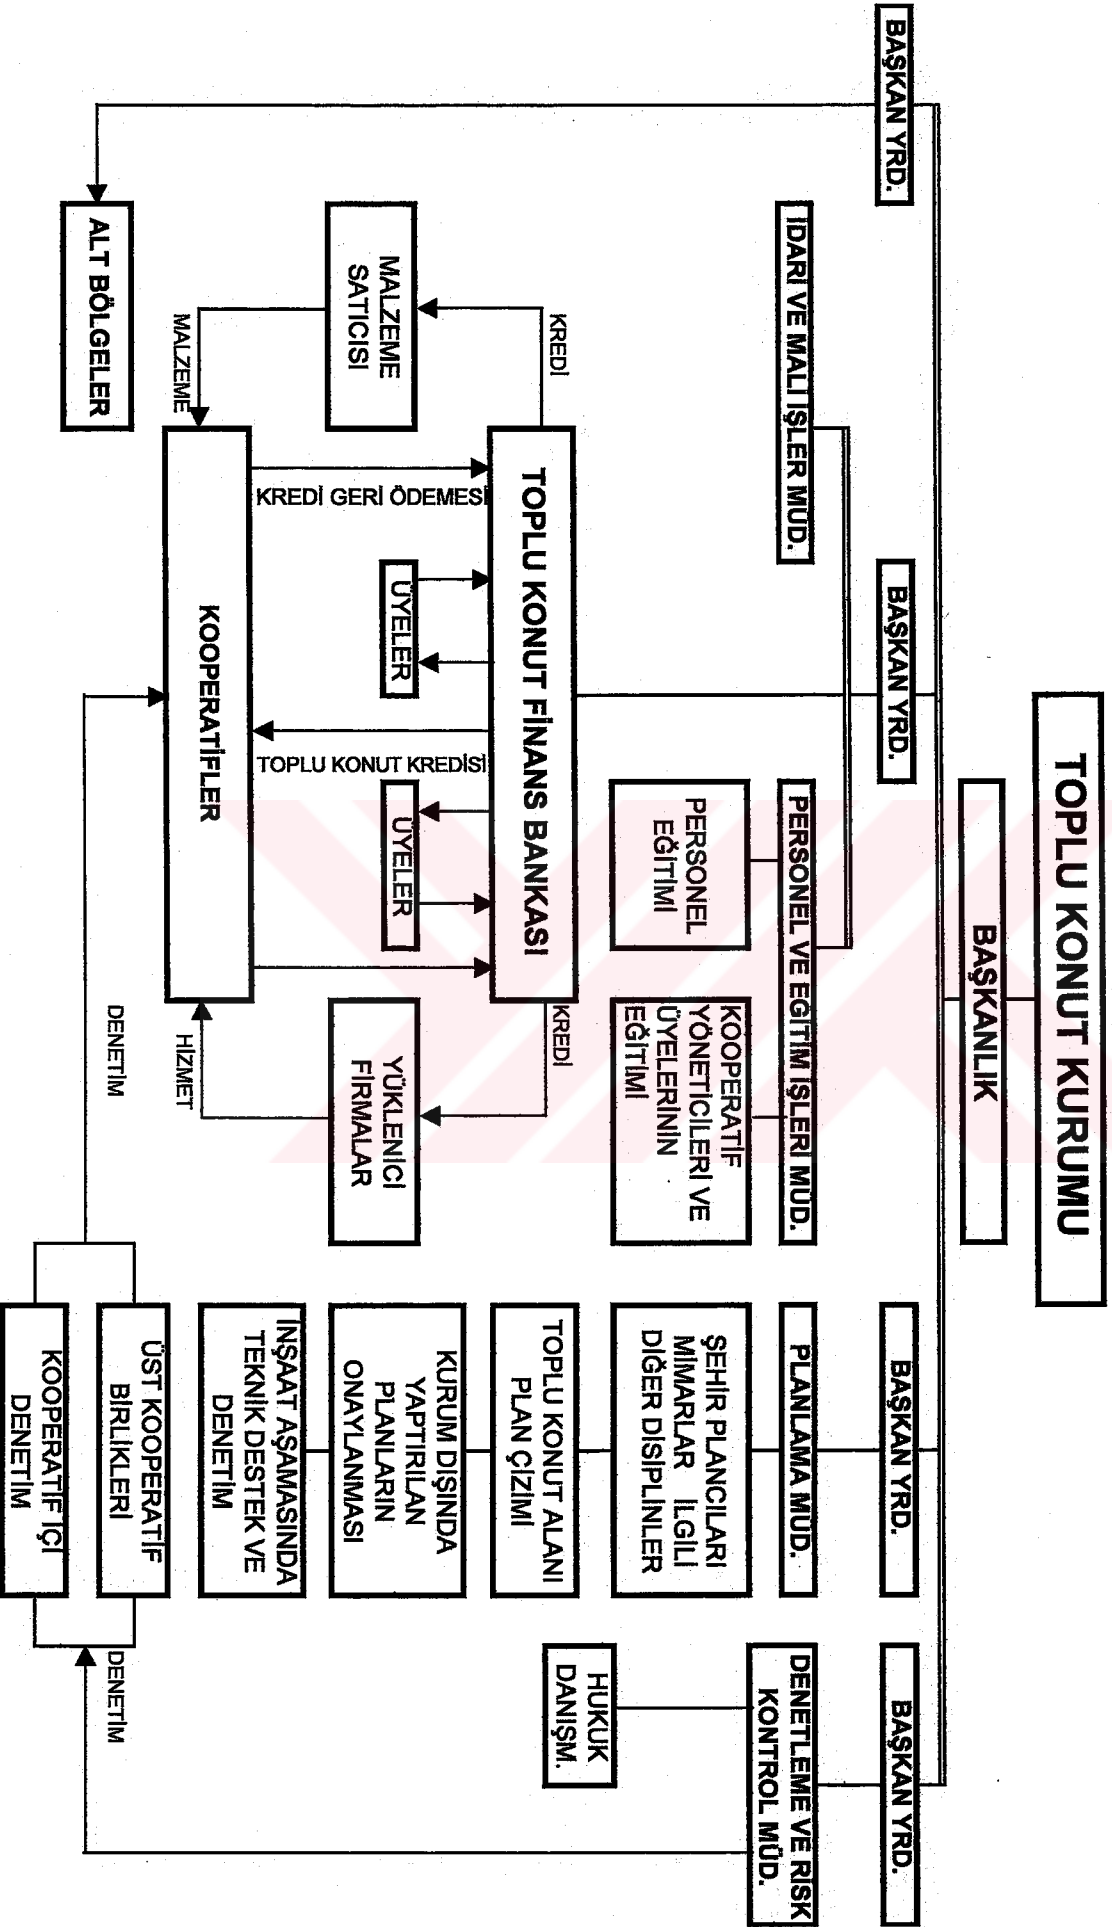 TOPLU KONUT KURUMU
BAŞKANLIK
BAŞKAN YRD.
BAŞKAN YRD.
BAŞKAN YRD.
BAŞKAN YRD.
İDARİ VE MALİ İŞLER MÜD.
PERSONEL VE EĞİTİM İŞLERİ MÜD.
PLANLAMA MÜD.
DENETLEME VE RİSK
KONTROL MÜD.
PERSONEL
EĞİTİMİ
KOOPERATİF
YÖNETİCİLERİ VE
ÜYELERİNİN
EĞİTİMİ
ŞEHİR PLANCILARI
MİMARLAR İLGİLİ
DİĞER DİSİPLİNLER
HUKUK
DANIŞM.
KREDİ
TOPLU KONUT FİNANS BANKASI
KREDİ
TOPLU KONUT ALANI
PLAN ÇİZİMİ
MALZEME
SATICISI
KREDİ GERİ ÖDEMESİ
ÜYELER
TOPLU KONUT KREDİSİ
ÜYELER
YÜKLENİCİ
FİRMALAR
KURUM DIŞINDA
YAPTIRILAN
PLANLARIN
ONAYLANMASI
MALZEME
KOOPERATİFLER
HİZMET
İNŞAAT AŞAMASINDA
TEKNİK DESTEK VE
DENETİM
ALT BÖLGELER
DENETİM
ÜST KOOPERATİF
BİRLİKLERİ
DENETİM
KOOPERATİF İÇİ
DENETİM